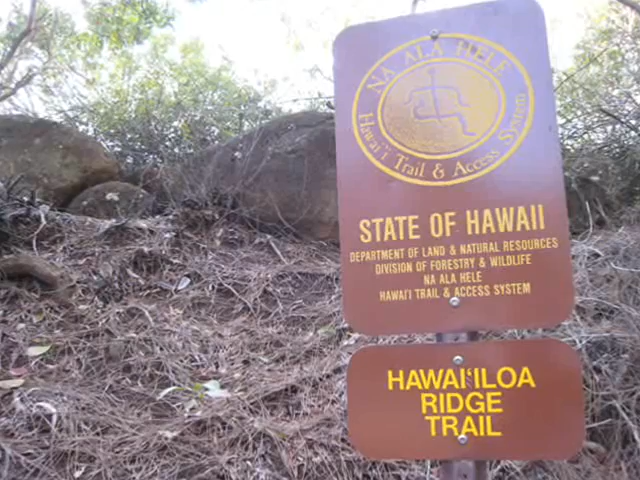 NA ALA HELE
Hawai'i Trail & Access System
STATE OF HAWAII
DEPARTMENT OF LAND & NATURAL RESOURCES
DIVISION OF FORESTRY & WILDLIFE
NA ALA HELE
HAWAI'I TRAIL & ACCESS SYSTEM
HAWAI'ILOA
RIDGE
TRAIL